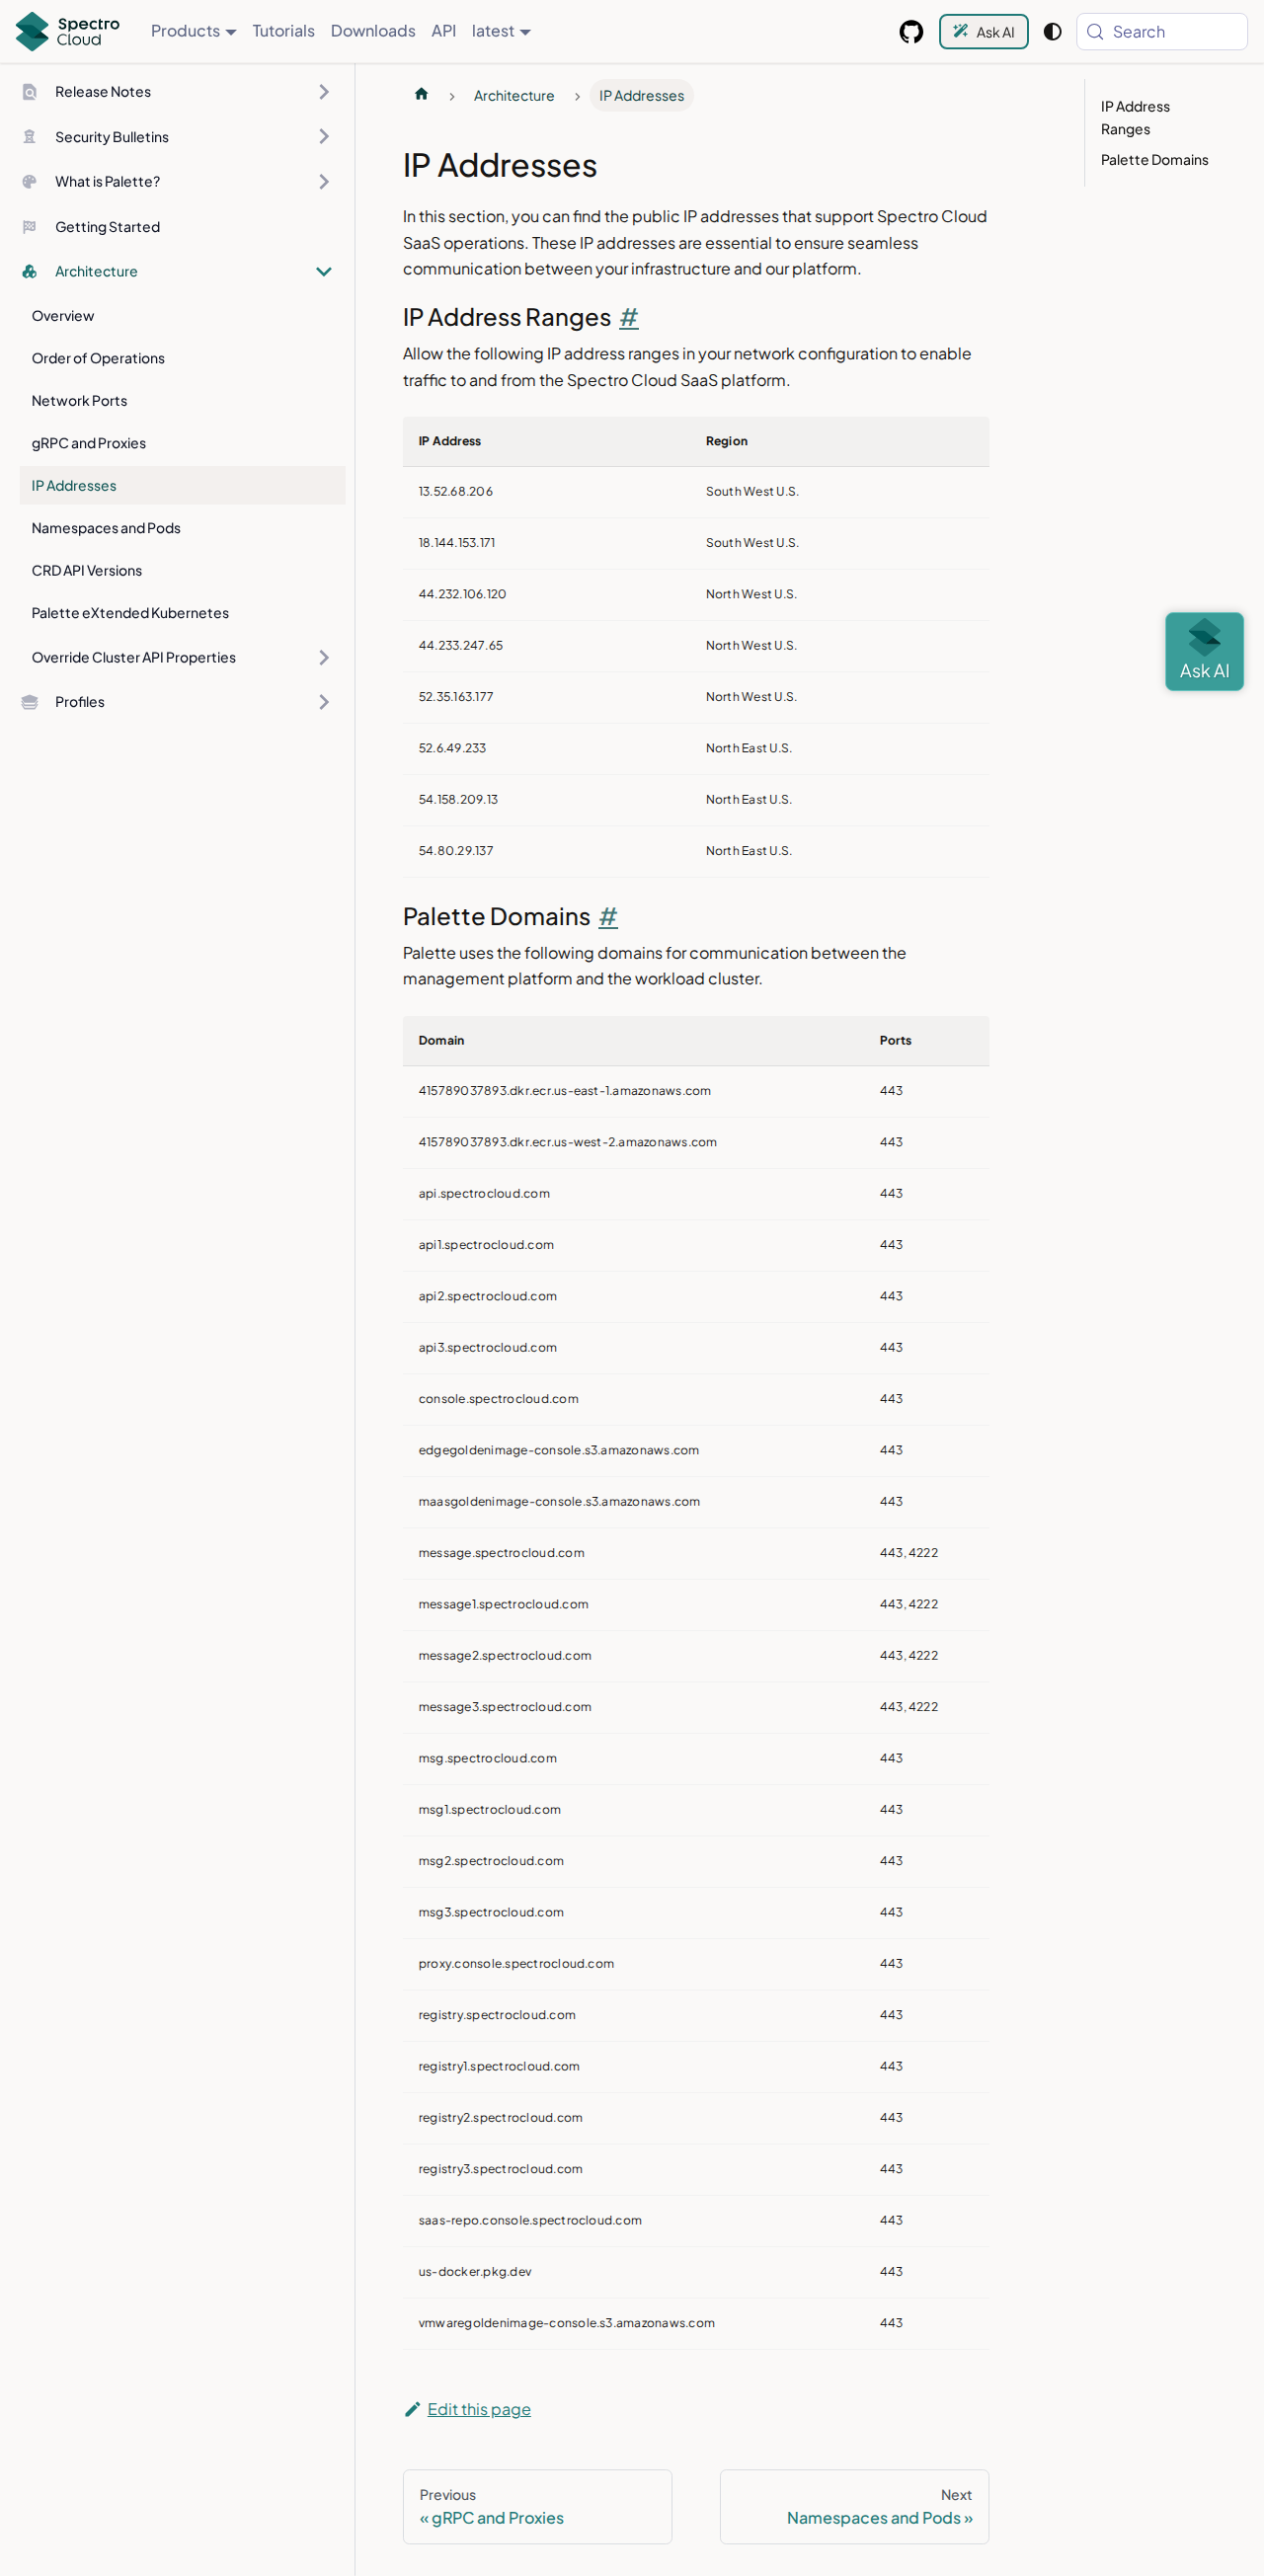 Spectro
Cloud
Products
Tutorials
Downloads
API
latest
Ask AI
Search
Release Notes
Security Bulletins
What is Palette?
Getting Started
Architecture
Overview
Order of Operations
Network Ports
gRPC and Proxies
IP Addresses
Namespaces and Pods
CRD API Versions
Palette eXtended Kubernetes
Override Cluster API Properties
Profiles
Architecture
IP Addresses
IP Addresses
In this section, you can find the public IP addresses that support Spectro Cloud
SaaS operations. These IP addresses are essential to ensure seamless
communication between your infrastructure and our platform.
IP Address Ranges #
Allow the following IP address ranges in your network configuration to enable
traffic to and from the Spectro Cloud SaaS platform.
IP Address Region
13.52.68.206 South West U.S.
18.144.153.171 South West U.S.
44.232.106.120 North West U.S.
44.233.247.65 North West U.S.
52.35.163.177 North West U.S.
52.6.49.233 North East U.S.
54.158.209.13 North East U.S.
54.80.29.137 North East U.S.
Palette Domains #
Palette uses the following domains for communication between the
management platform and the workload cluster.
Domain Ports
415789037893.dkr.ecr.us-east-1.amazonaws.com 443
415789037893.dkr.ecr.us-west-2.amazonaws.com 443
api.spectrocloud.com 443
api1.spectrocloud.com 443
api2.spectrocloud.com 443
api3.spectrocloud.com 443
console.spectrocloud.com 443
edgegoldenimage-console.s3.amazonaws.com 443
maasgoldenimage-console.s3.amazonaws.com 443
message.spectrocloud.com 443, 4222
message1.spectrocloud.com 443, 4222
message2.spectrocloud.com 443, 4222
message3.spectrocloud.com 443, 4222
msg.spectrocloud.com 443
msg1.spectrocloud.com 443
msg2.spectrocloud.com 443
msg3.spectrocloud.com 443
proxy.console.spectrocloud.com 443
registry.spectrocloud.com 443
registry1.spectrocloud.com 443
registry2.spectrocloud.com 443
registry3.spectrocloud.com 443
saas-repo.console.spectrocloud.com 443
us-docker.pkg.dev 443
vmwaregoldenimage-console.s3.amazonaws.com 443
Edit this page
Previous
« gRPC and Proxies
Next
Namespaces and Pods »
IP Address
Ranges
Palette Domains
Ask AI